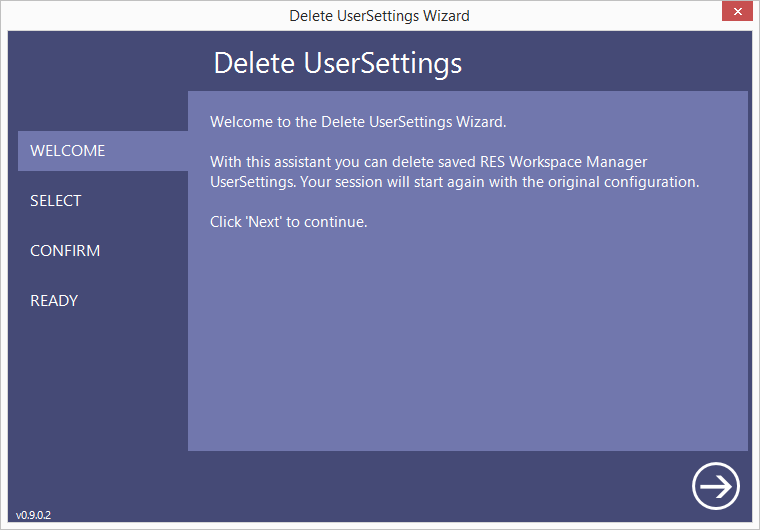 Delete UserSettings Wizard
Delete UserSettings
WELCOME
SELECT
CONFIRM
READY
Welcome to the Delete UserSettings Wizard.
With this assistant you can delete saved RES Workspace Manager
UserSettings. Your session will start again with the original configuration.
Click 'Next' to continue.
v0.9.0.2